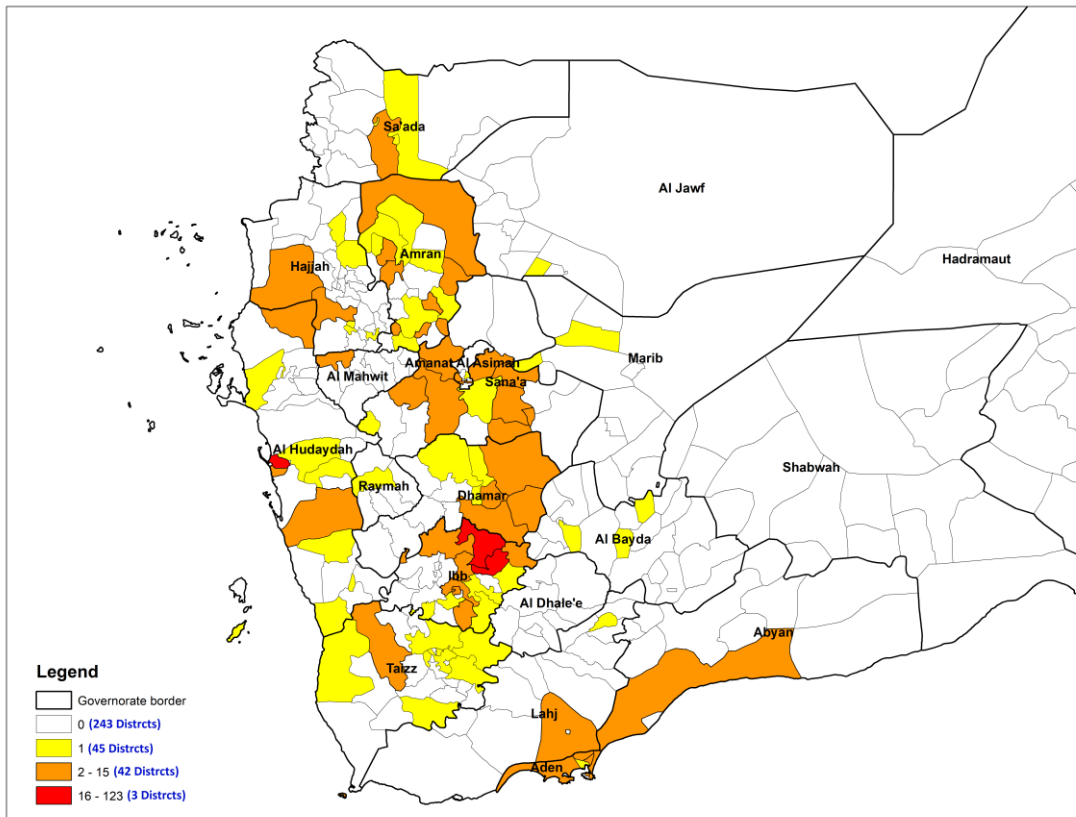 Sa'ada
Al Jawf
Amran
Hadramaut
Hajjah
Marib
Amanat Al Asimah
Al Mahwit
Sana'a
Al Hudaydah
Shabwah
Raymah
Dhamar
Al Bayda
Ibb
Al Dhale'e
Abyan
Taizz
Lahj
Aden
Legend
Governorate border
0 (243 Distrcts)
1 (45 Distrcts)
2 - 15 (42 Distrcts)
16 - 123 (3 Distrcts)